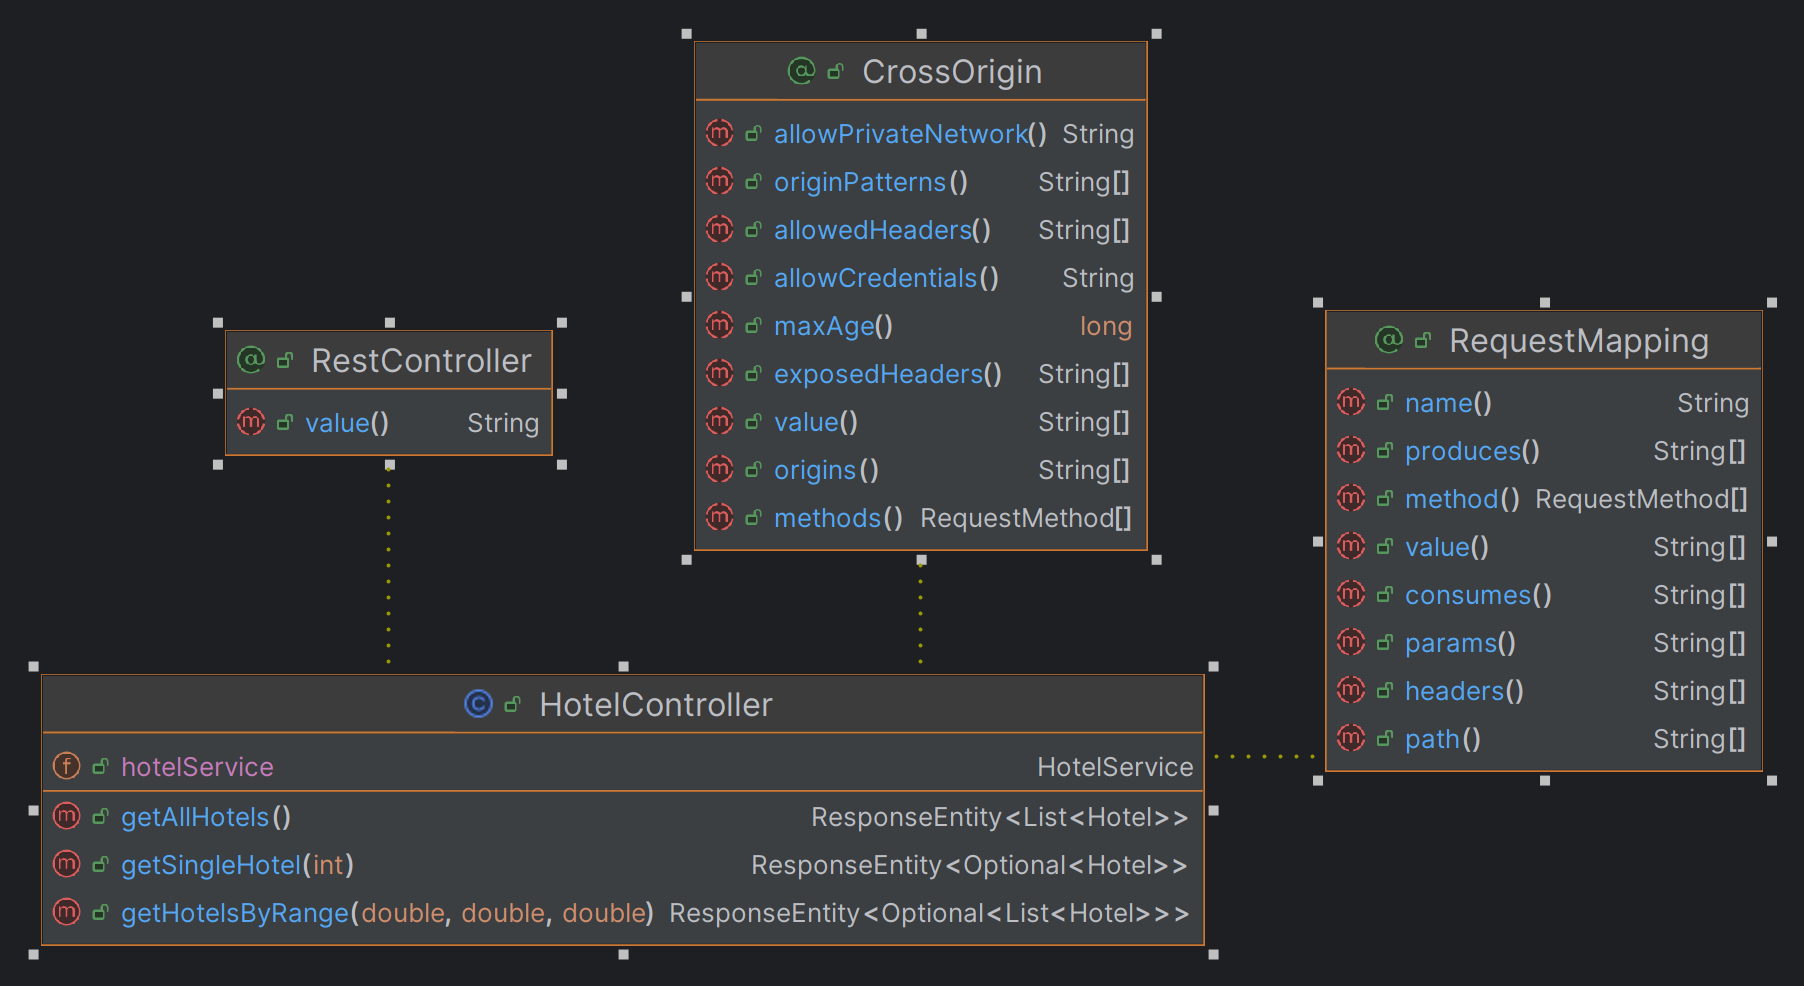 CrossOrigin
allowPrivateNetwork() String
originPatterns() String[]
allowedHeaders() String[]
allowCredentials() String
maxAge() long
exposedHeaders() String[]
value() String[]
origins() String[]
methods() RequestMethod[]
RestController
value() String
RequestMapping
name() String
produces() String[]
method() RequestMethod[]
value() String[]
consumes() String[]
params() String[]
headers() String[]
path() String[]
HotelController
hotelService HotelService
getAllHotels() ResponseEntity<List<Hotel>>
getSingleHotel(int) ResponseEntity<Optional<Hotel>>
getHotelsByRange(double, double, double) ResponseEntity<Optional<List<Hotel>>>